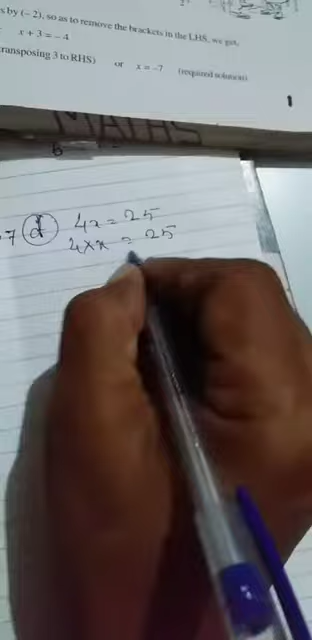 s by (– 2), so as to remove the brackets in the LHS, we get,
x + 3 = – 4
ransposing 3 to RHS) or x = –7 (required solution)
MATHS
7 (d) 4x = 25
4×x = 25